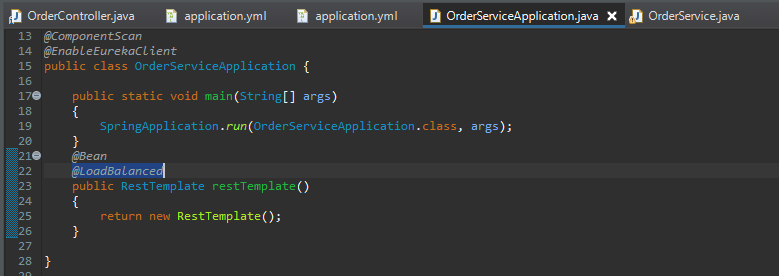 OrderController.java application.yml application.yml OrderServiceApplication.java OrderService.java
13 @ComponentScan
14 @EnableEurekaClient
15 public class OrderServiceApplication {
16
17 public static void main(String[] args)
18 {
19 SpringApplication.run(OrderServiceApplication.class, args);
20 }
21 @Bean
22 @LoadBalanced
23 public RestTemplate restTemplate()
24 {
25 return new RestTemplate();
26 }
27
28 }